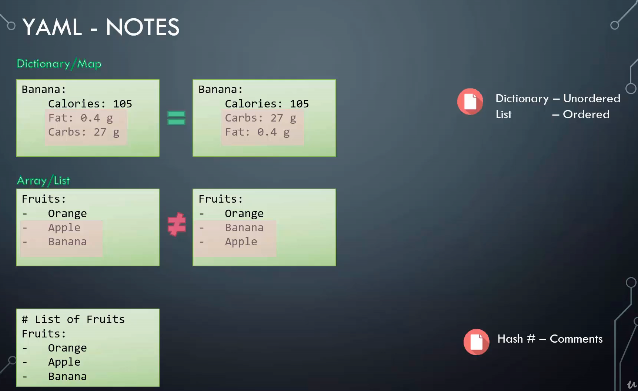 YAML - NOTES
Dictionary/Map
Banana:
Calories: 105
Fat: 0.4 g
Carbs: 27 g
=
Banana:
Calories: 105
Carbs: 27 g
Fat: 0.4 g
Dictionary – Unordered
List – Ordered
Array/List
Fruits:
- Orange
- Apple
- Banana
≠
Fruits:
- Orange
- Banana
- Apple
# List of Fruits
Fruits:
- Orange
- Apple
- Banana
Hash # – Comments